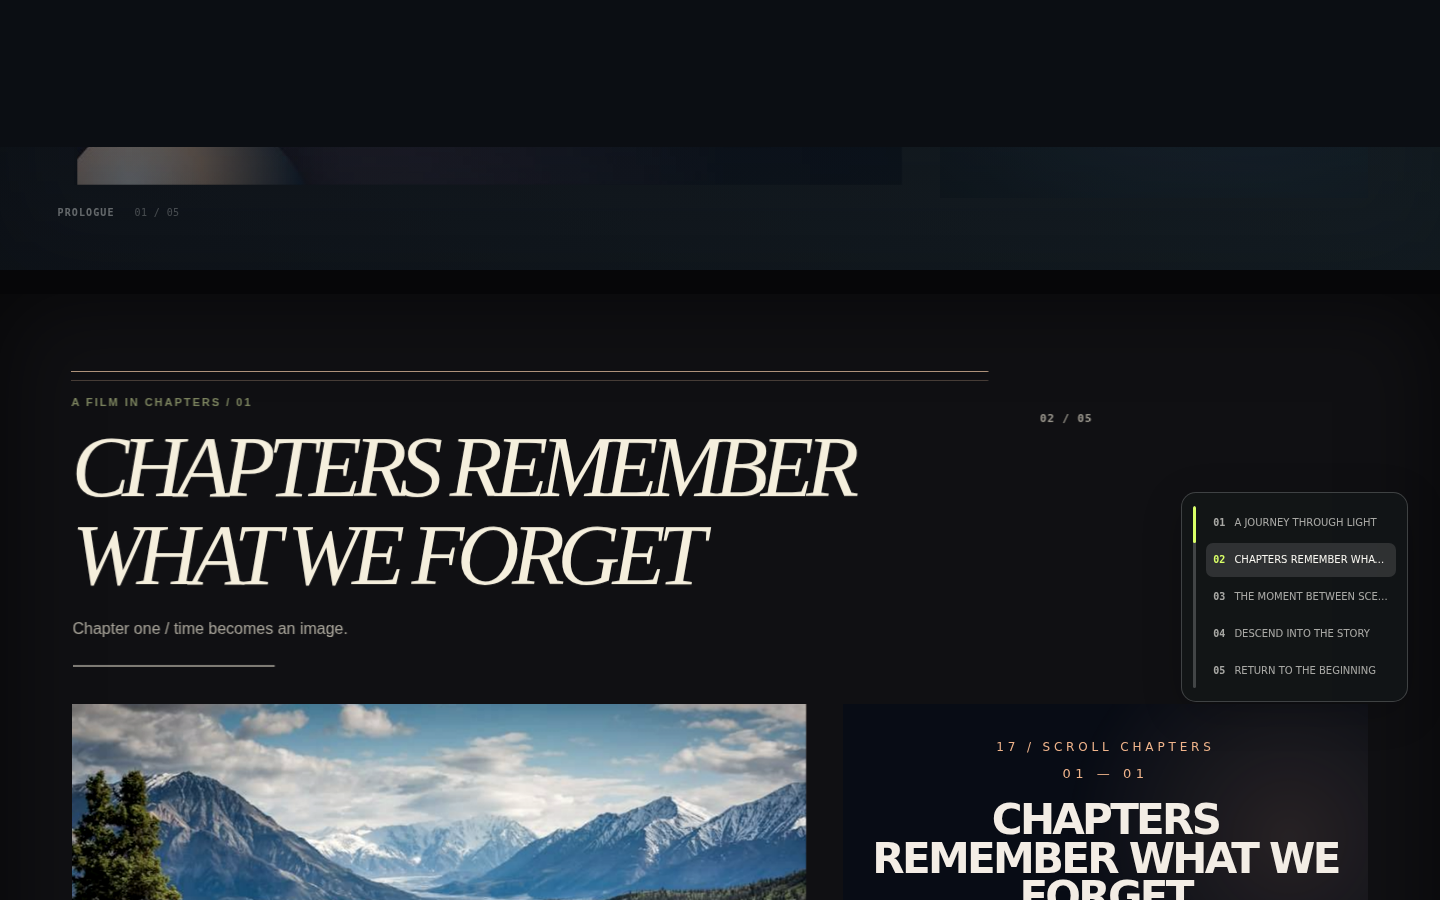 PROLOGUE 01 / 05
A FILM IN CHAPTERS / 01
02 / 05
CHAPTERS REMEMBER
WHAT WE FORGET
Chapter one / time becomes an image.
01 A JOURNEY THROUGH LIGHT
02 CHAPTERS REMEMBER WHA...
03 THE MOMENT BETWEEN SCE...
04 DESCEND INTO THE STORY
05 RETURN TO THE BEGINNING
17 / SCROLL CHAPTERS
01 — 01
CHAPTERS
REMEMBER WHAT WE
FORGET